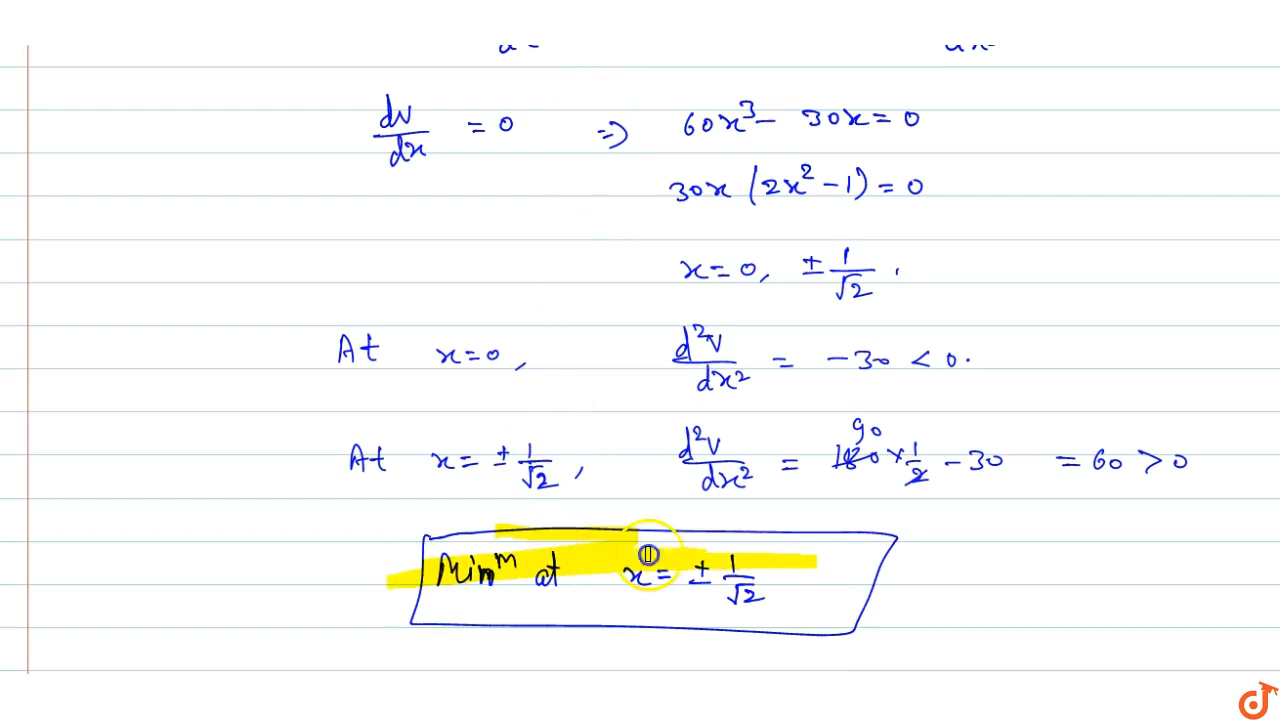 dv/dx = 0 => 60x³ - 30x = 0
30x (2x² - 1) = 0
x = 0, ± 1/√2 .
At x = 0, d²V/dx² = -30 < 0.
At x = ± 1/√2, d²V/dx² = 180 90 × 1/2 - 30 = 60 > 0
Minᵐ at x = ± 1/√2